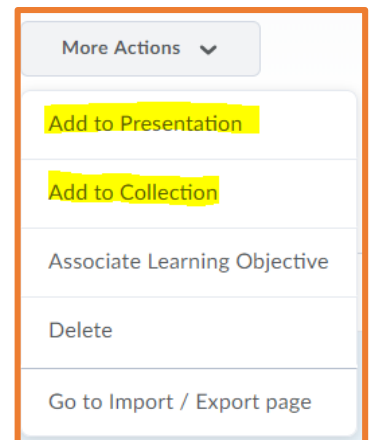 More Actions
Add to Presentation
Add to Collection
Associate Learning Objective
Delete
Go to Import / Export page